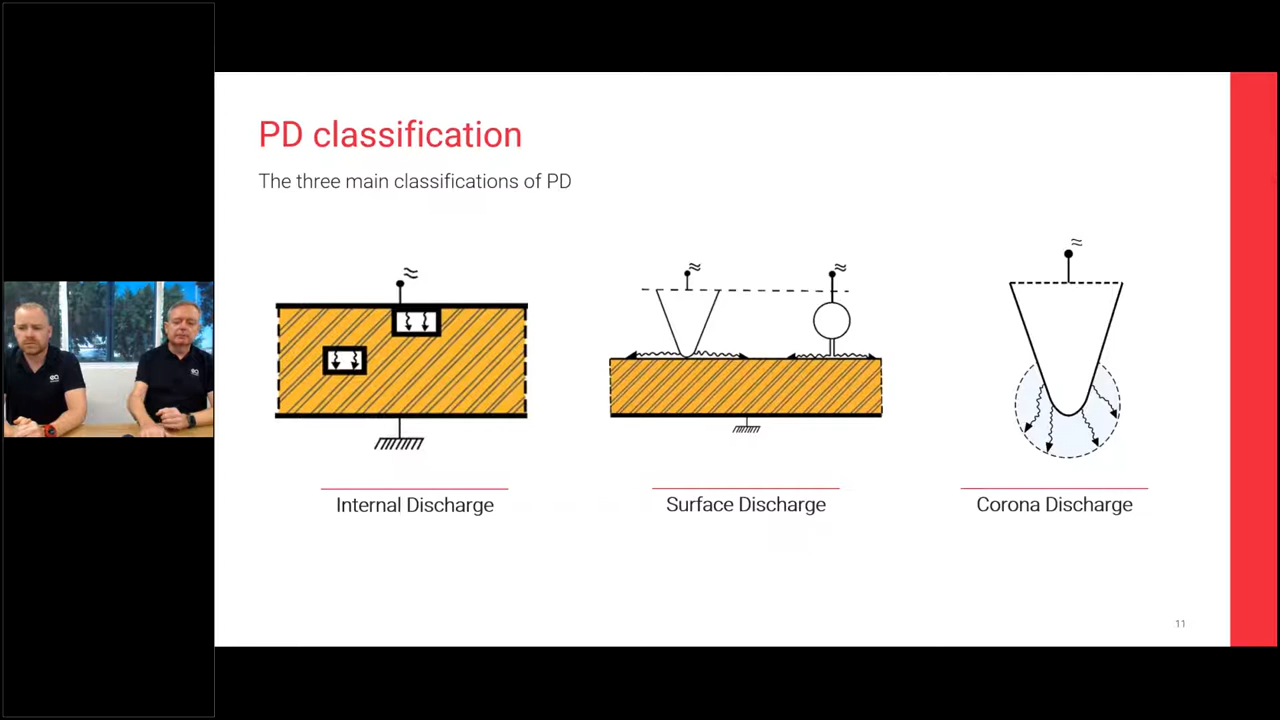 PD classification
The three main classifications of PD
Internal Discharge
Surface Discharge
Corona Discharge
11